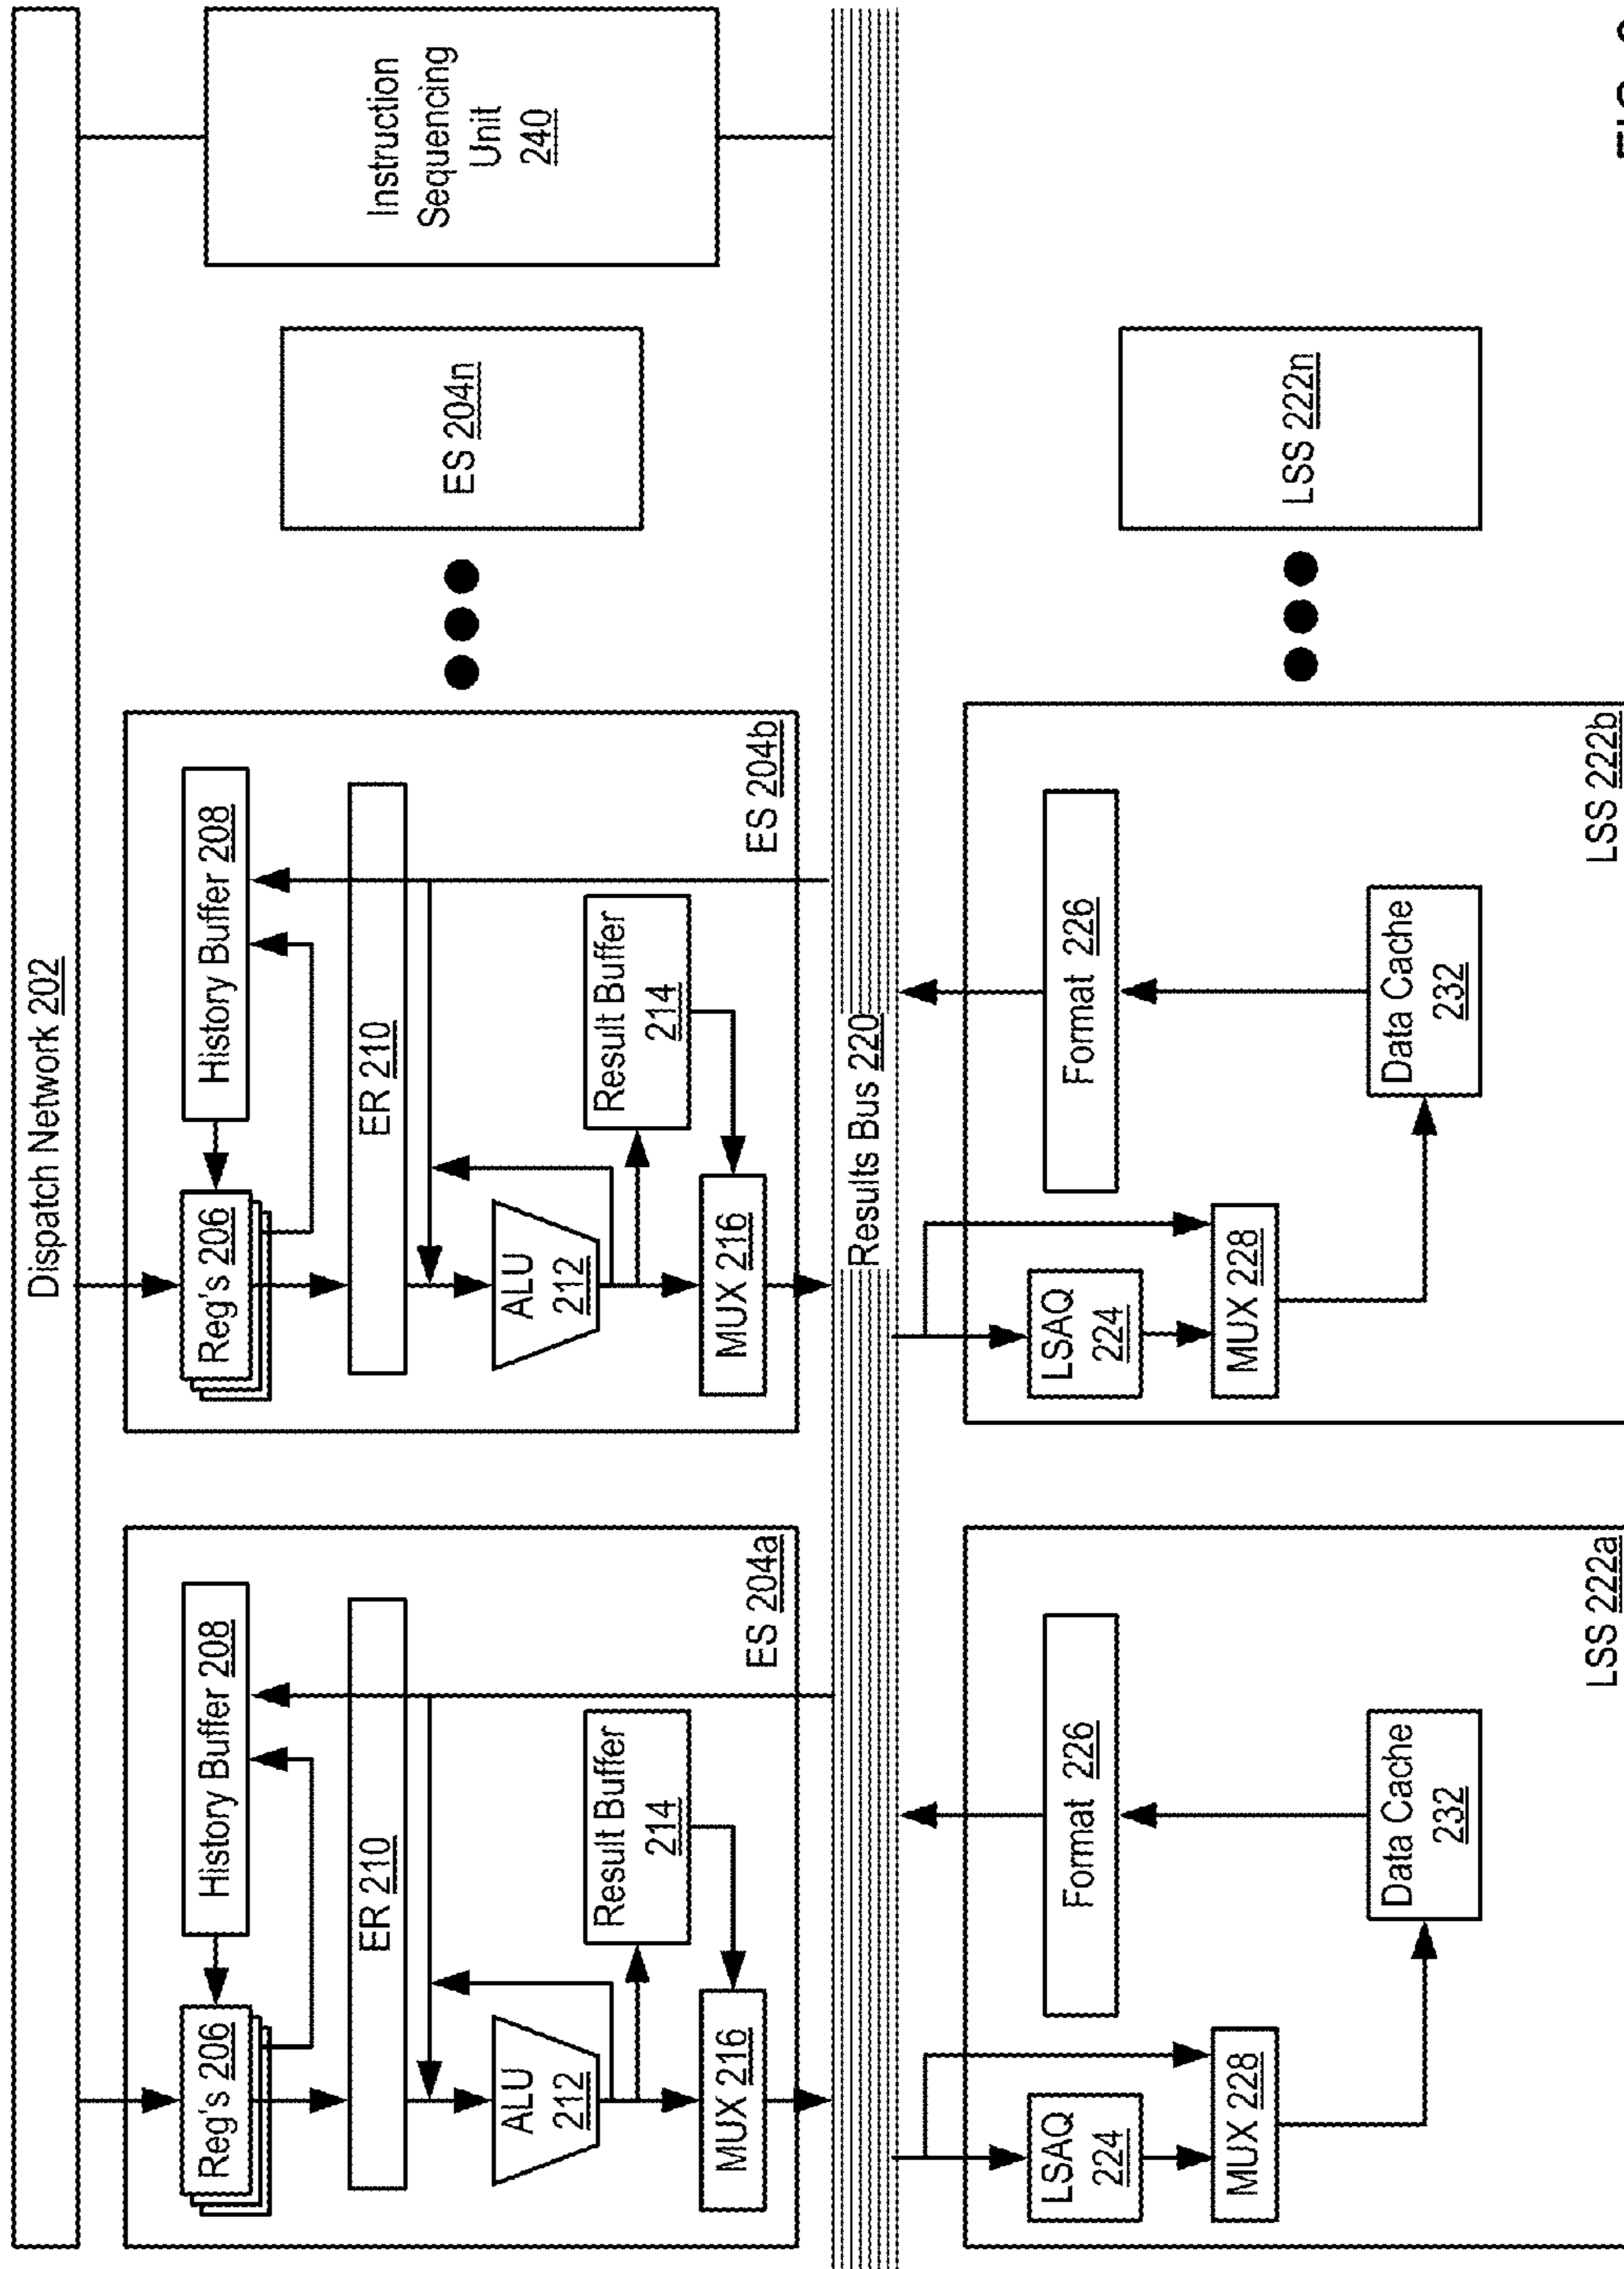 Dispatch Network 202
Reg's 206
History Buffer 208
ER 210
ALU
212
Result Buffer
214
MUX 216
ES 204a
Reg's 206
History Buffer 208
ER 210
ALU
212
Result Buffer
214
MUX 216
ES 204b
ES 204n
Instruction
Sequencing
Unit
240
Results Bus 220
LSAQ
224
MUX 228
Format 226
Data Cache
232
LSS 222a
LSAQ
224
MUX 228
Format 226
Data Cache
232
LSS 222b
LSS 222n